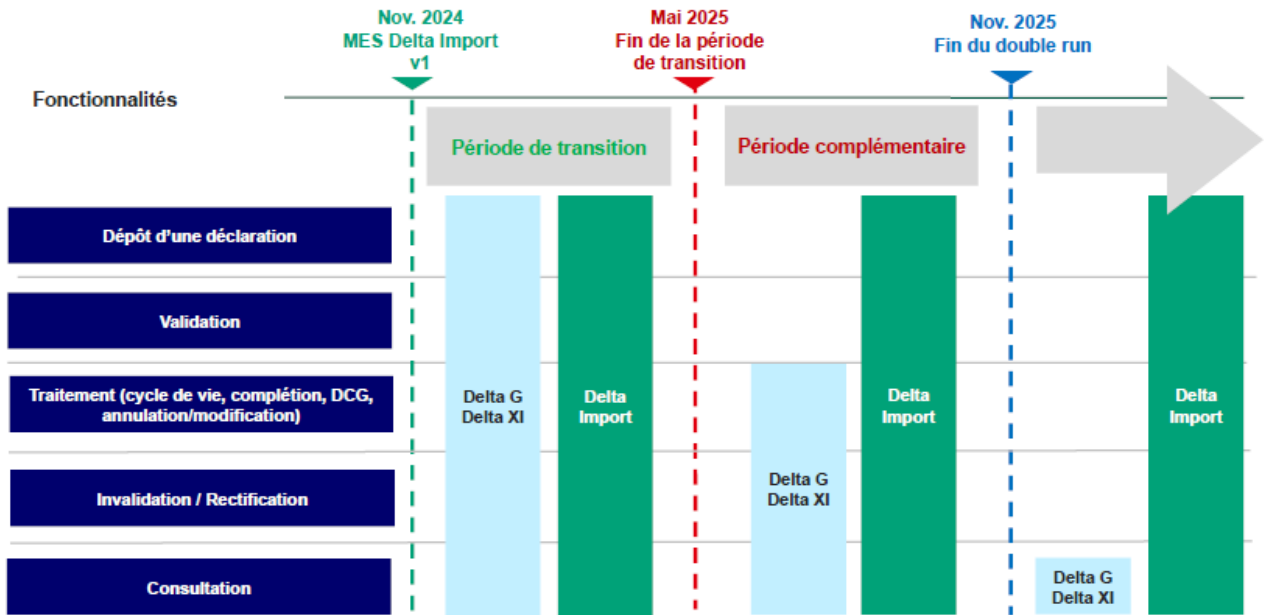 Nov. 2024
MES Delta Import
v1
Mai 2025
Fin de la période
de transition
Nov. 2025
Fin du double run
Fonctionnalités
Période de transition
Période complémentaire
Dépôt d'une déclaration
Validation
Traitement (cycle de vie, complétion, DCG,
annulation/modification)
Delta G
Delta XI
Delta
Import
Delta
Import
Delta
Import
Invalidation / Rectification
Delta G
Delta XI
Consultation
Delta G
Delta XI